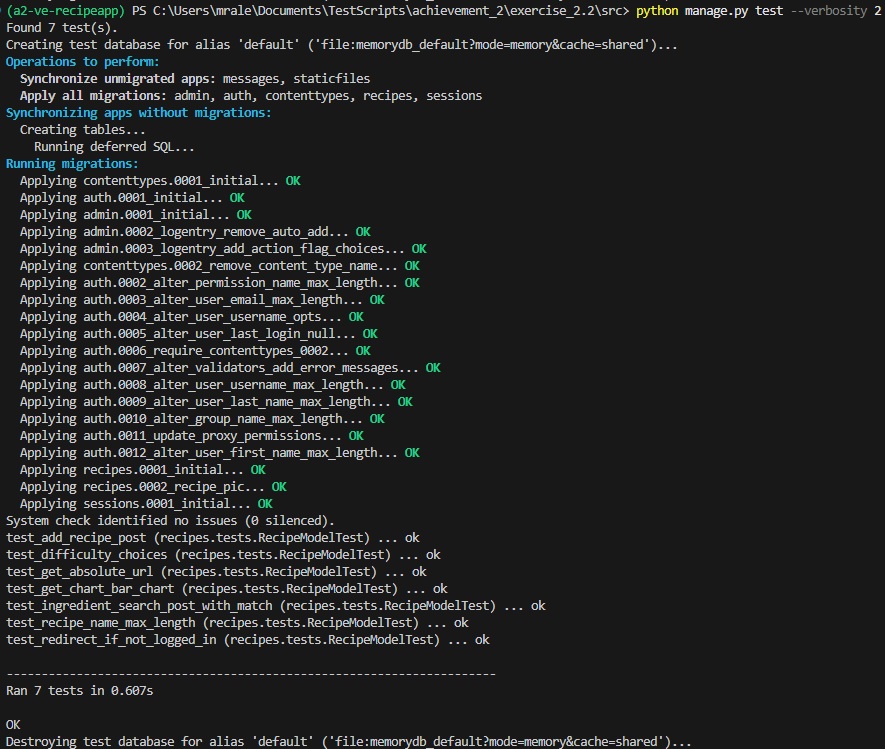 (a2-ve-recipeapp) PS C:\Users\mrale\Documents\TestScripts\achievement_2\exercise_2.2\src> python manage.py test --verbosity 2
Found 7 test(s).
Creating test database for alias 'default' ('file:memorydb_default?mode=memory&cache=shared')...
Operations to perform:
  Synchronize unmigrated apps: messages, staticfiles
  Apply all migrations: admin, auth, contenttypes, recipes, sessions
Synchronizing apps without migrations:
  Creating tables...
    Running deferred SQL...
Running migrations:
  Applying contenttypes.0001_initial... OK
  Applying auth.0001_initial... OK
  Applying admin.0001_initial... OK
  Applying admin.0002_logentry_remove_auto_add... OK
  Applying admin.0003_logentry_add_action_flag_choices... OK
  Applying contenttypes.0002_remove_content_type_name... OK
  Applying auth.0002_alter_permission_name_max_length... OK
  Applying auth.0003_alter_user_email_max_length... OK
  Applying auth.0004_alter_user_username_opts... OK
  Applying auth.0005_alter_user_last_login_null... OK
  Applying auth.0006_require_contenttypes_0002... OK
  Applying auth.0007_alter_validators_add_error_messages... OK
  Applying auth.0008_alter_user_username_max_length... OK
  Applying auth.0009_alter_user_last_name_max_length... OK
  Applying auth.0010_alter_group_name_max_length... OK
  Applying auth.0011_update_proxy_permissions... OK
  Applying auth.0012_alter_user_first_name_max_length... OK
  Applying recipes.0001_initial... OK
  Applying recipes.0002_recipe_pic... OK
  Applying sessions.0001_initial... OK
System check identified no issues (0 silenced).
test_add_recipe_post (recipes.tests.RecipeModelTest) ... ok
test_difficulty_choices (recipes.tests.RecipeModelTest) ... ok
test_get_absolute_url (recipes.tests.RecipeModelTest) ... ok
test_get_chart_bar_chart (recipes.tests.RecipeModelTest) ... ok
test_ingredient_search_post_with_match (recipes.tests.RecipeModelTest) ... ok
test_recipe_name_max_length (recipes.tests.RecipeModelTest) ... ok
test_redirect_if_not_logged_in (recipes.tests.RecipeModelTest) ... ok

----------------------------------------------------------------------
Ran 7 tests in 0.607s

OK
Destroying test database for alias 'default' ('file:memorydb_default?mode=memory&cache=shared')...